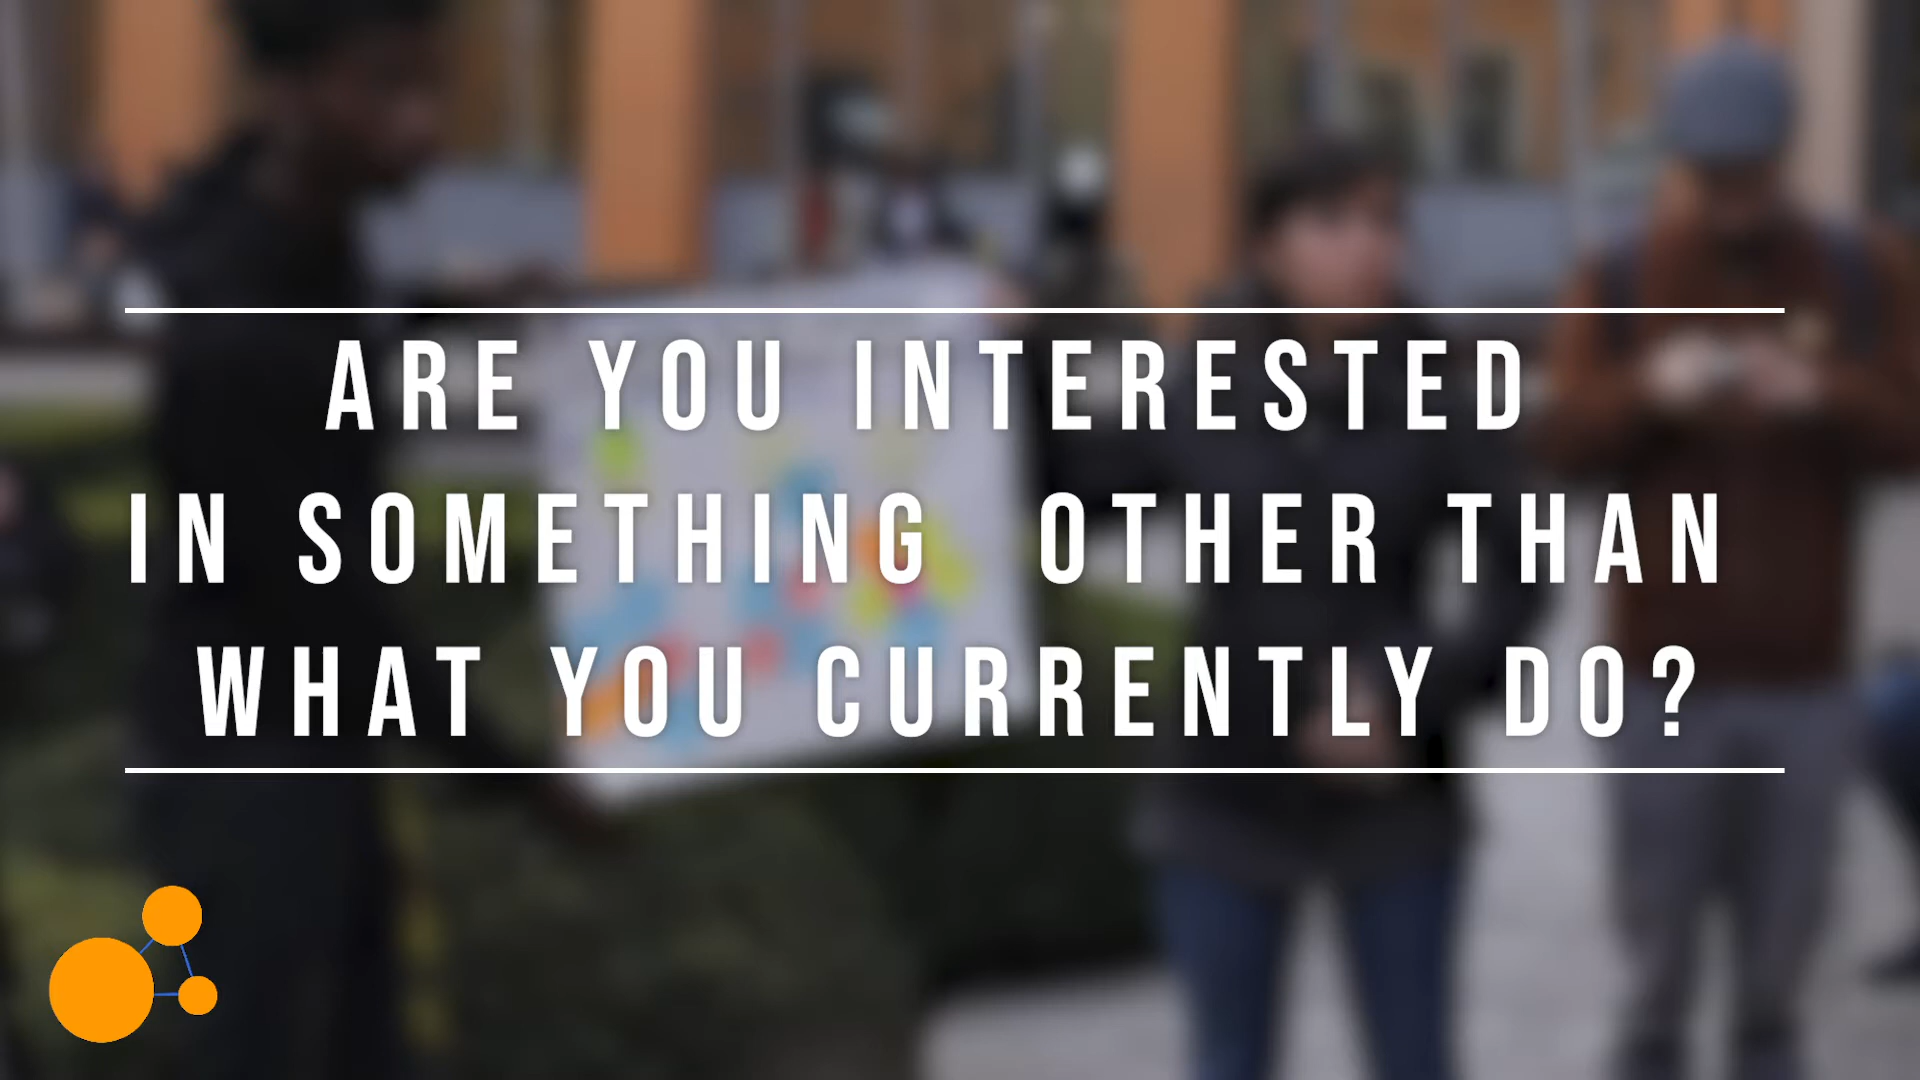 ARE YOU INTERESTED
IN SOMETHING OTHER THAN
WHAT YOU CURRENTLY DO?